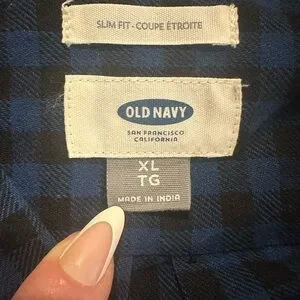 SLIM FIT - COUPE ÉTROITE
OLD NAVY
SAN FRANCISCO
CALIFORNIA
XL
TG
MADE IN INDIA